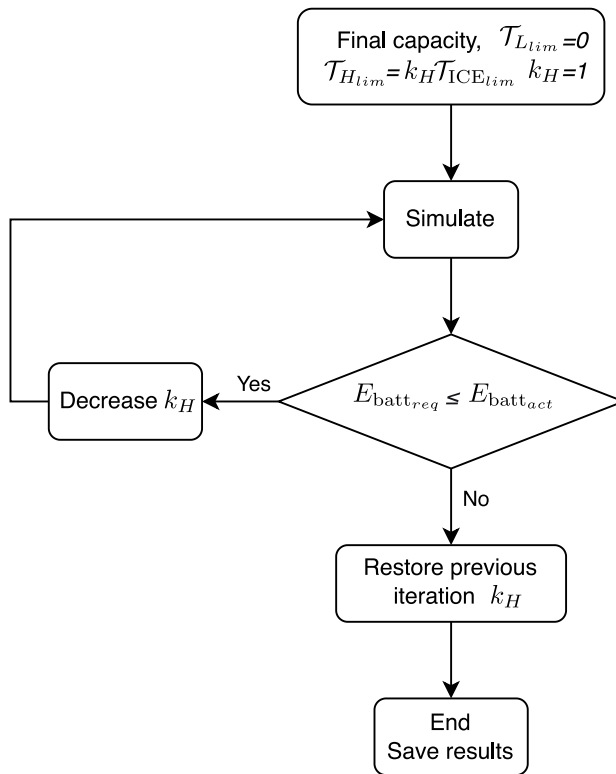 Final capacity, 𝒯_{L_{lim}}=0
𝒯_{H_{lim}}=k_H𝒯_{ICE_{lim}} k_H=1
Simulate
E_{batt_{req}} ≤ E_{batt_{act}}
Yes
Decrease k_H
No
Restore previous
iteration k_H
End
Save results